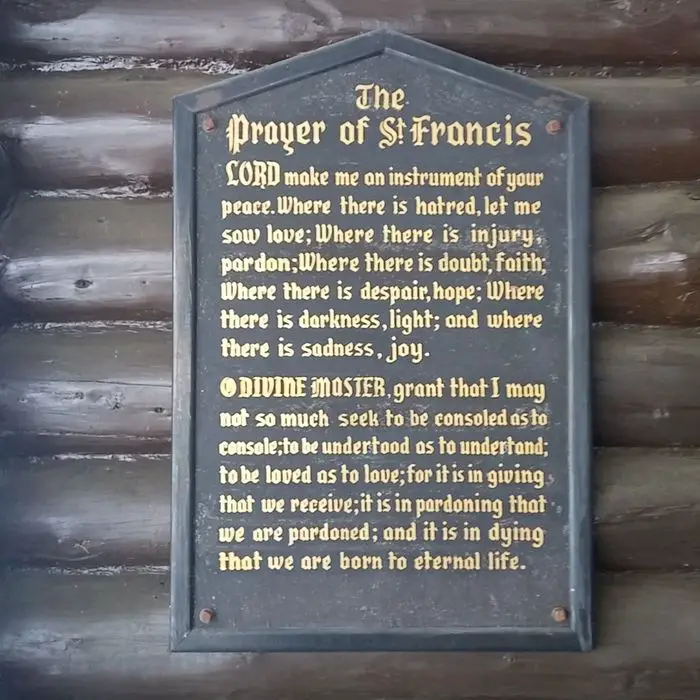 The
Prayer of St Francis
LORD make me an instrument of your
peace. Where there is hatred, let me
sow love; Where there is injury,
pardon; Where there is doubt, faith;
Where there is despair, hope; Where
there is darkness, light; and where
there is sadness, joy.
O DIVINE MASTER, grant that I may
not so much seek to be consoled as to
console; to be undertood as to undertand;
to be loved as to love; for it is in giving
that we receive; it is in pardoning that
we are pardoned; and it is in dying
that we are born to eternal life.